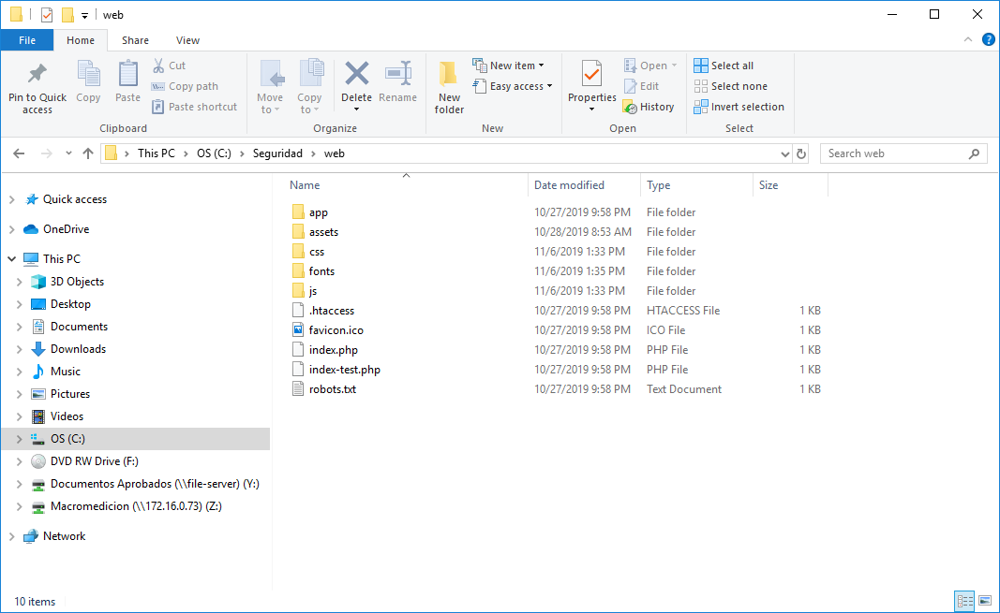 web
File Home Share View
Pin to Quick access
Copy
Paste
Cut
Copy path
Paste shortcut
Clipboard
Move to
Copy to
Delete
Rename
Organize
New folder
New item
Easy access
New
Properties
Open
Edit
History
Open
Select all
Select none
Invert selection
Select
This PC OS (C:) Seguridad web
Search web
Quick access
OneDrive
This PC
3D Objects
Desktop
Documents
Downloads
Music
Pictures
Videos
OS (C:)
DVD RW Drive (F:)
Documentos Aprobados (\\file-server) (Y:)
Macromedicion (\\172.16.0.73) (Z:)
Network
Name Date modified Type Size
app 10/27/2019 9:58 PM File folder
assets 10/28/2019 8:53 AM File folder
css 11/6/2019 1:33 PM File folder
fonts 11/6/2019 1:35 PM File folder
js 11/6/2019 1:33 PM File folder
.htaccess 10/27/2019 9:58 PM HTACCESS File 1 KB
favicon.ico 10/27/2019 9:58 PM ICO File 1 KB
index.php 10/27/2019 9:58 PM PHP File 1 KB
index-test.php 10/27/2019 9:58 PM PHP File 1 KB
robots.txt 10/27/2019 9:58 PM Text Document 1 KB
10 items